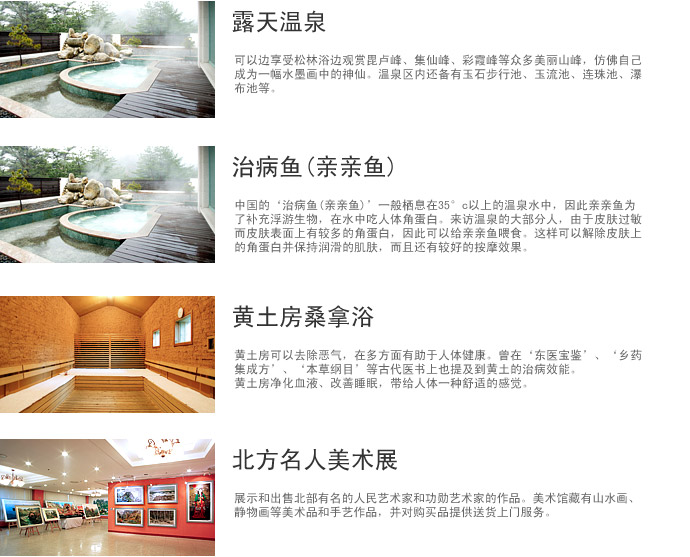 露天温泉
可以边享受松林浴边观赏昆卢峰、集仙峰、彩霞峰等众多美丽山峰，仿佛自己
成为一幅水墨画中的神仙。温泉区内还备有玉石步行池、玉流池、连珠池、瀑
布池等。
治病鱼(亲亲鱼)
中国的‘治病鱼(亲亲鱼)’一般栖息在35°c以上的温泉水中，因此亲亲鱼为
了补充浮游生物，在水中吃人体角蛋白。来访温泉的大部分人，由于皮肤过敏
而皮肤表面上有较多的角蛋白，因此可以给亲亲鱼喂食。这样可以解除皮肤上
的角蛋白并保持润滑的肌肤，而且还有较好的按摩效果。
黄土房桑拿浴
黄土房可以去除恶气，在多方面有助于人体健康。曾在‘东医宝鉴’、‘乡药
集成方’、‘本草纲目’等古代医书上也提及到黄土的治病效能。
黄土房净化血液、改善睡眠，带给人体一种舒适的感觉。
北方名人美术展
展示和出售北部有名的人民艺术家和功勋艺术家的作品。美术馆藏有山水画、
静物画等美术品和手艺作品，并对购买品提供送货上门服务。